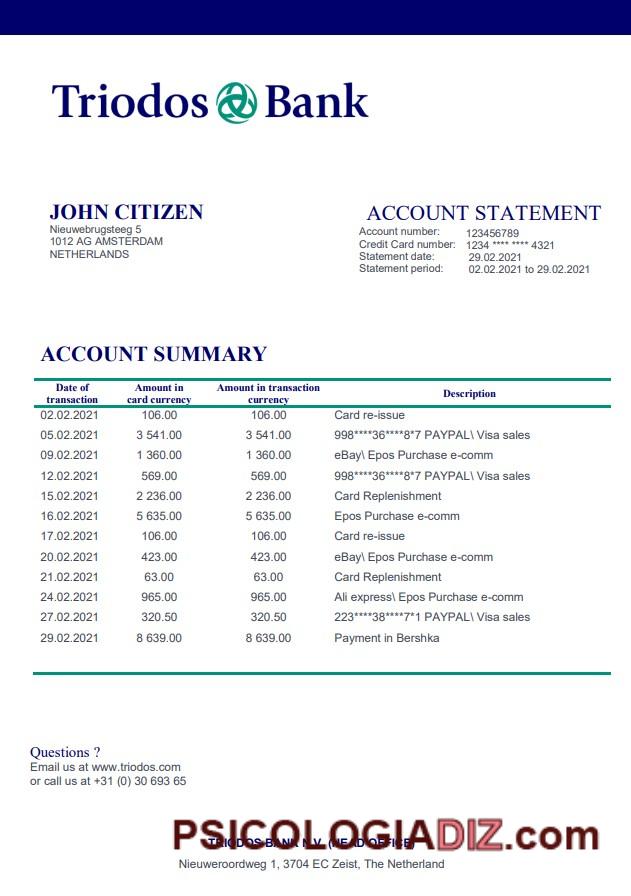 Triodos Bank
JOHN CITIZEN
Nieuwebrugsteeg 5
1012 AG AMSTERDAM
NETHERLANDS
ACCOUNT STATEMENT
Account number: 123456789
Credit Card number: 1234 **** **** 4321
Statement date: 29.02.2021
Statement period: 02.02.2021 to 29.02.2021
ACCOUNT SUMMARY
Date of transaction Amount in card currency Amount in transaction currency Description
02.02.2021 106.00 106.00 Card re-issue
05.02.2021 3 541.00 3 541.00 998****36****8*7 PAYPAL\ Visa sales
09.02.2021 1 360.00 1 360.00 eBay\ Epos Purchase e-comm
12.02.2021 569.00 569.00 998****36****8*7 PAYPAL\ Visa sales
15.02.2021 2 236.00 2 236.00 Card Replenishment
16.02.2021 5 635.00 5 635.00 Epos Purchase e-comm
17.02.2021 106.00 106.00 Card re-issue
20.02.2021 423.00 423.00 eBay\ Epos Purchase e-comm
21.02.2021 63.00 63.00 Card Replenishment
24.02.2021 965.00 965.00 Ali express\ Epos Purchase e-comm
27.02.2021 320.50 320.50 223****38****7*1 PAYPAL\ Visa sales
29.02.2021 8 639.00 8 639.00 Payment in Bershka
Questions ?
Email us at www.triodos.com
or call us at +31 (0) 30 693 65
PSICOLOGIADIZ.com
TRIODOS BANK N.V. (HEAD OFFICE)
Nieuweroordweg 1, 3704 EC Zeist, The Netherland